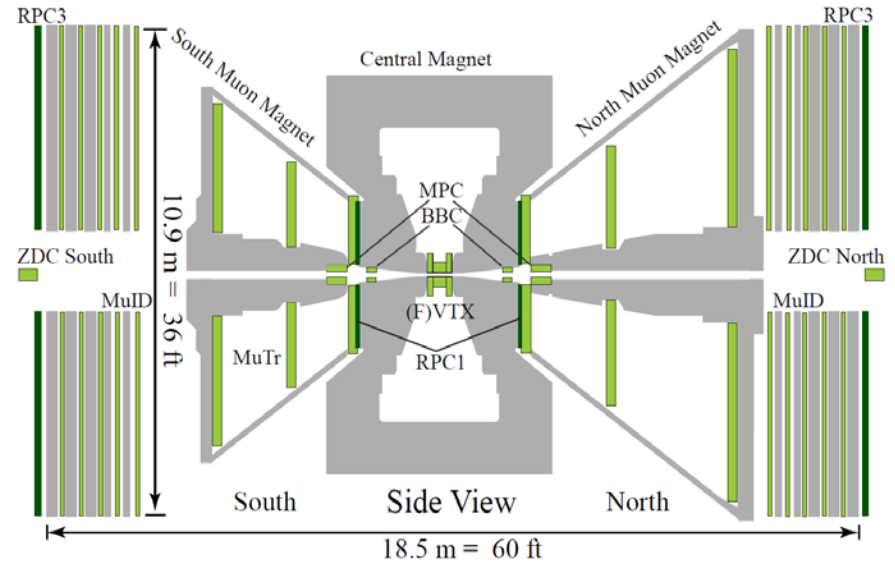 RPC3
RPC3
South Muon Magnet
Central Magnet
North Muon Magnet
MPC
BBC
10.9 m = 36 ft
ZDC South
ZDC North
MuID
MuID
(F)VTX
MuTr
RPC1
South
Side View
North
18.5 m = 60 ft